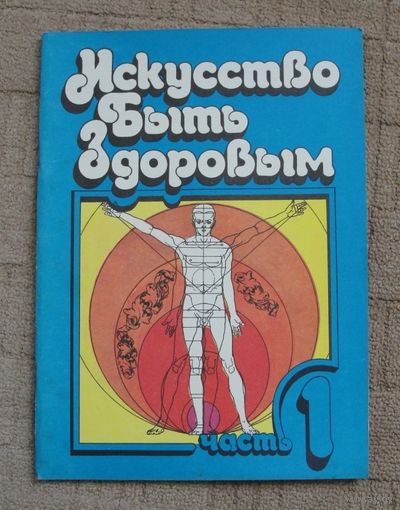 Искусство
Быть
Здоровым
часть 1